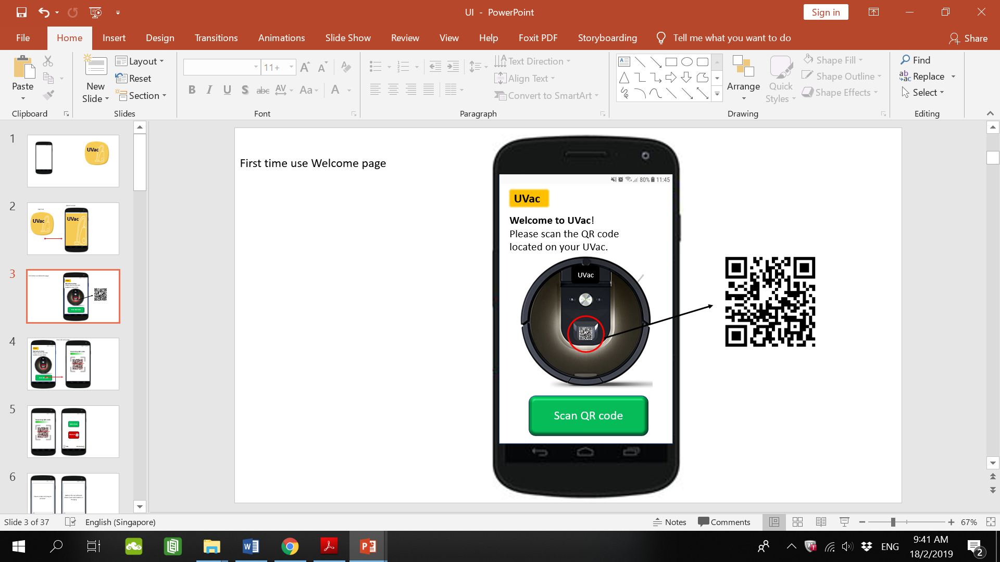 UI - PowerPoint
Sign in
File
Home
Insert
Design
Transitions
Animations
Slide Show
Review
View
Help
Foxit PDF
Storyboarding
Tell me what you want to do
Share
Paste
Clipboard
New
Slide
Layout
Reset
Section
Slides
11+
B I U S abc AV Aa A
Font
Text Direction
Align Text
Convert to SmartArt
Paragraph
Arrange
Quick
Styles
Shape Fill
Shape Outline
Shape Effects
Drawing
Find
Replace
Select
Editing
1
UVac
2
UVac
UVac
3
4
5
6
First time use Welcome page
80% 11:45
UVac
Welcome to UVac!
Please scan the QR code
located on your UVac.
UVac
Scan QR code
Slide 3 of 37
English (Singapore)
Notes
Comments
67%
ENG
9:41 AM
18/2/2019
2